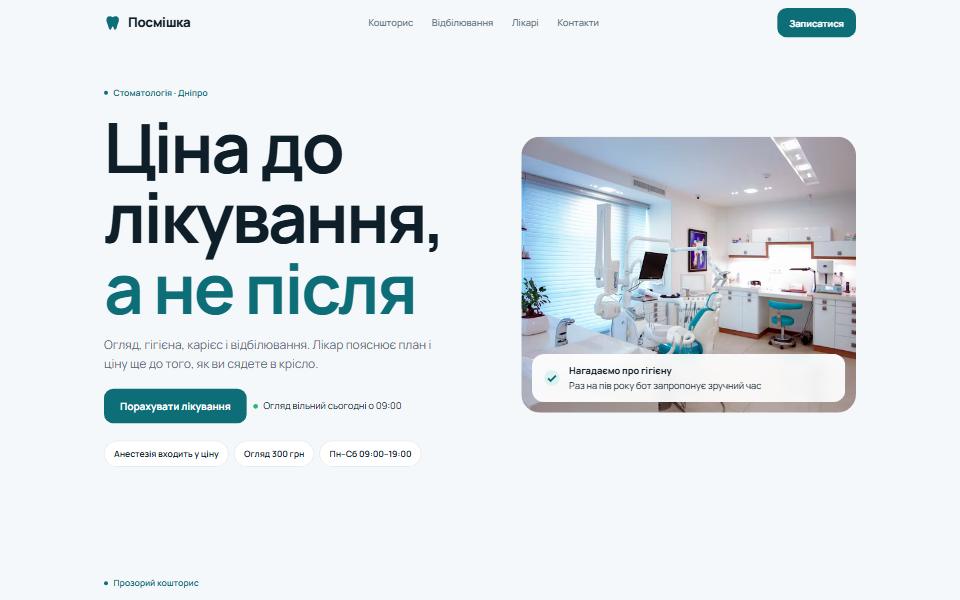 Посмішка
Кошторис
Відбілювання
Лікарі
Контакти
Записатися
Стоматологія · Дніпро
Ціна до
лікування,
а не після
Огляд, гігієна, карієс і відбілювання. Лікар пояснює план і
ціну ще до того, як ви сядете в крісло.
Порахувати лікування
Огляд вільний сьогодні о 09:00
Анестезія входить у ціну
Огляд 300 грн
Пн–Сб 09:00–19:00
Нагадаємо про гігієну
Раз на пів року бот запропонує зручний час
Прозорий кошторис